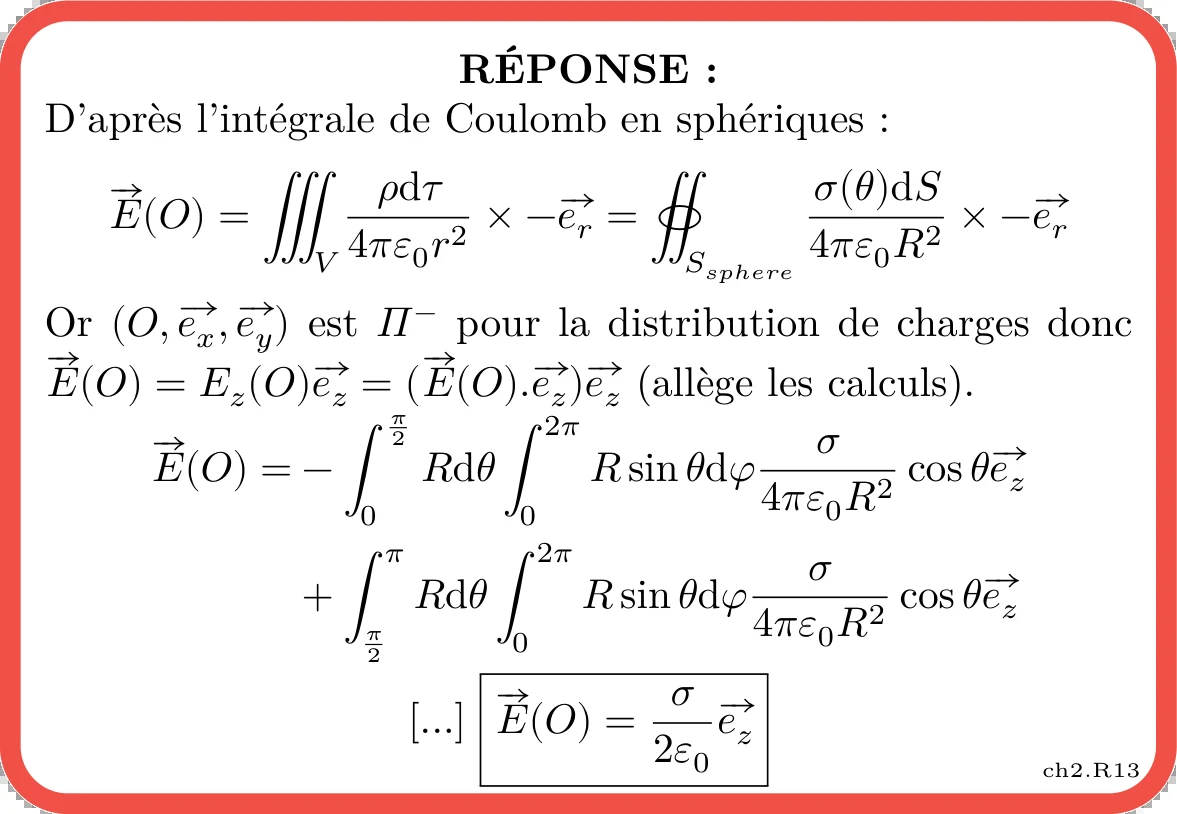 RÉPONSE :
D'après l'intégrale de Coulomb en sphériques :
$\vec{E}(O) = \iiint_V \frac{\rho \mathrm{d}\tau}{4\pi\varepsilon_0 r^2} \times -\vec{e_r} = \oiint_{S_{sphere}} \frac{\sigma(\theta)\mathrm{d}S}{4\pi\varepsilon_0 R^2} \times -\vec{e_r}$
Or $(O, \vec{e_x}, \vec{e_y})$ est $\Pi^-$ pour la distribution de charges donc
$\vec{E}(O) = E_z(O)\vec{e_z} = (\vec{E}(O).\vec{e_z})\vec{e_z}$ (allège les calculs).
$\vec{E}(O) = -\int_0^{\frac{\pi}{2}} R\mathrm{d}\theta \int_0^{2\pi} R\sin\theta\mathrm{d}\varphi \frac{\sigma}{4\pi\varepsilon_0 R^2} \cos\theta\vec{e_z}$
$+ \int_{\frac{\pi}{2}}^{\pi} R\mathrm{d}\theta \int_0^{2\pi} R\sin\theta\mathrm{d}\varphi \frac{\sigma}{4\pi\varepsilon_0 R^2} \cos\theta\vec{e_z}$
[...] $\boxed{\vec{E}(O) = \frac{\sigma}{2\varepsilon_0}\vec{e_z}}$
ch2.R13